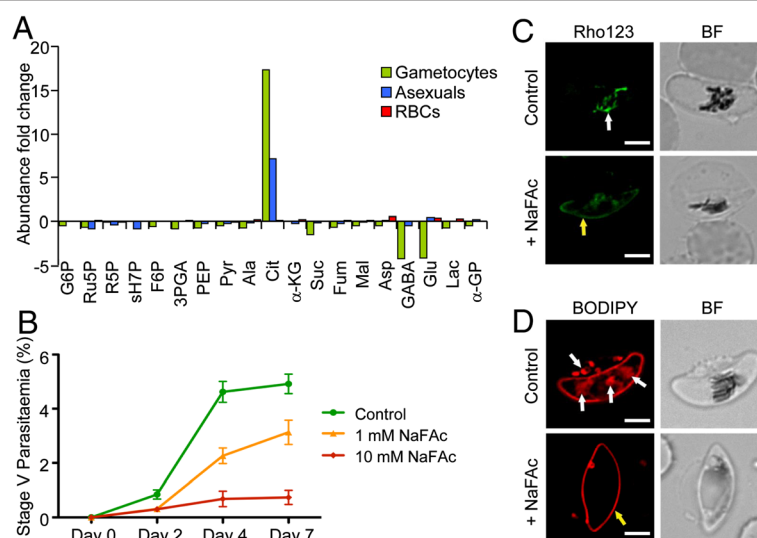 A
Abundance fold change
20
15
10
5
0
-5
Gametocytes
Asexuals
RBCs
G6P
Ru5P
R5P
sH7P
F6P
3PGA
PEP
Pyr
Ala
Cit
α-KG
Suc
Fum
Mal
Asp
GABA
Glu
Lac
α-GP
B
Stage V Parasitaemia (%)
6
4
2
0
Control
1 mM NaFAc
10 mM NaFAc
Day 0
Day 2
Day 4
Day 7
C
Rho123
BF
Control
+ NaFAc
D
BODIPY
BF
Control
+ NaFAc